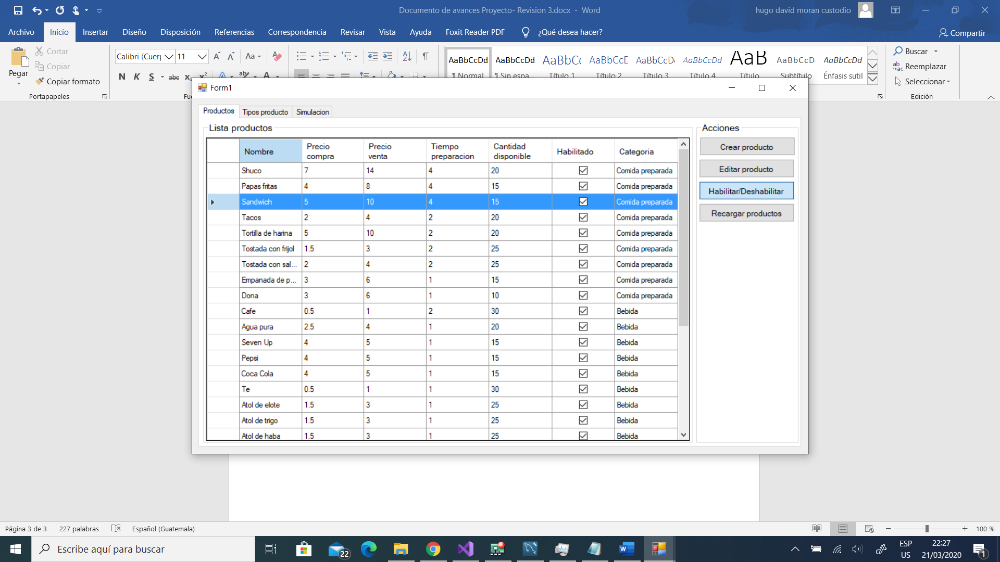 Documento de avances Proyecto- Revision 3.docx - Word
hugo david moran custodio
Archivo Inicio Insertar Diseño Disposición Referencias Correspondencia Revisar Vista Ayuda Foxit Reader PDF ¿Qué desea hacer? Compartir
Pegar
Cortar
Copiar
Copiar formato
Portapapeles
Calibri (Cuerp 11
Aa
N K S abc x₂ x²
AaBbCcDd AaBbCcDd AaBbCc AaBbCcD AaBbCcDd AaBbCcDd AaB AaBbCcD AaBbCcDd
¶ Normal ¶ Sin espa... Título 1 Título 2 Título 3 Título 4 Título Subtítulo Énfasis sutil
Buscar
Reemplazar
Seleccionar
Edición
Form1
Productos Tipos producto Simulacion
Lista productos
Nombre Precio compra Precio venta Tiempo preparacion Cantidad disponible Habilitado Categoria
Shuco 7 14 4 20 Comida preparada
Papas fritas 4 8 4 15 Comida preparada
Sandwich 5 10 4 15 Comida preparada
Tacos 2 4 2 20 Comida preparada
Tortilla de harina 5 10 2 20 Comida preparada
Tostada con frijol 1.5 3 2 25 Comida preparada
Tostada con sal... 2 4 2 25 Comida preparada
Empanada de p... 3 6 1 15 Comida preparada
Dona 3 6 1 10 Comida preparada
Cafe 0.5 1 2 30 Bebida
Agua pura 2.5 4 1 20 Bebida
Seven Up 4 5 1 15 Bebida
Pepsi 4 5 1 15 Bebida
Coca Cola 4 5 1 15 Bebida
Te 0.5 1 1 30 Bebida
Atol de elote 1.5 3 1 25 Bebida
Atol de trigo 1.5 3 1 25 Bebida
Atol de haba 1.5 3 1 25 Bebida
Acciones
Crear producto
Editar producto
Habilitar/Deshabilitar
Recargar productos
Página 3 de 3 227 palabras Español (Guatemala) 100 %
Escribe aquí para buscar
22
ESP
US
22:27
21/03/2020
1